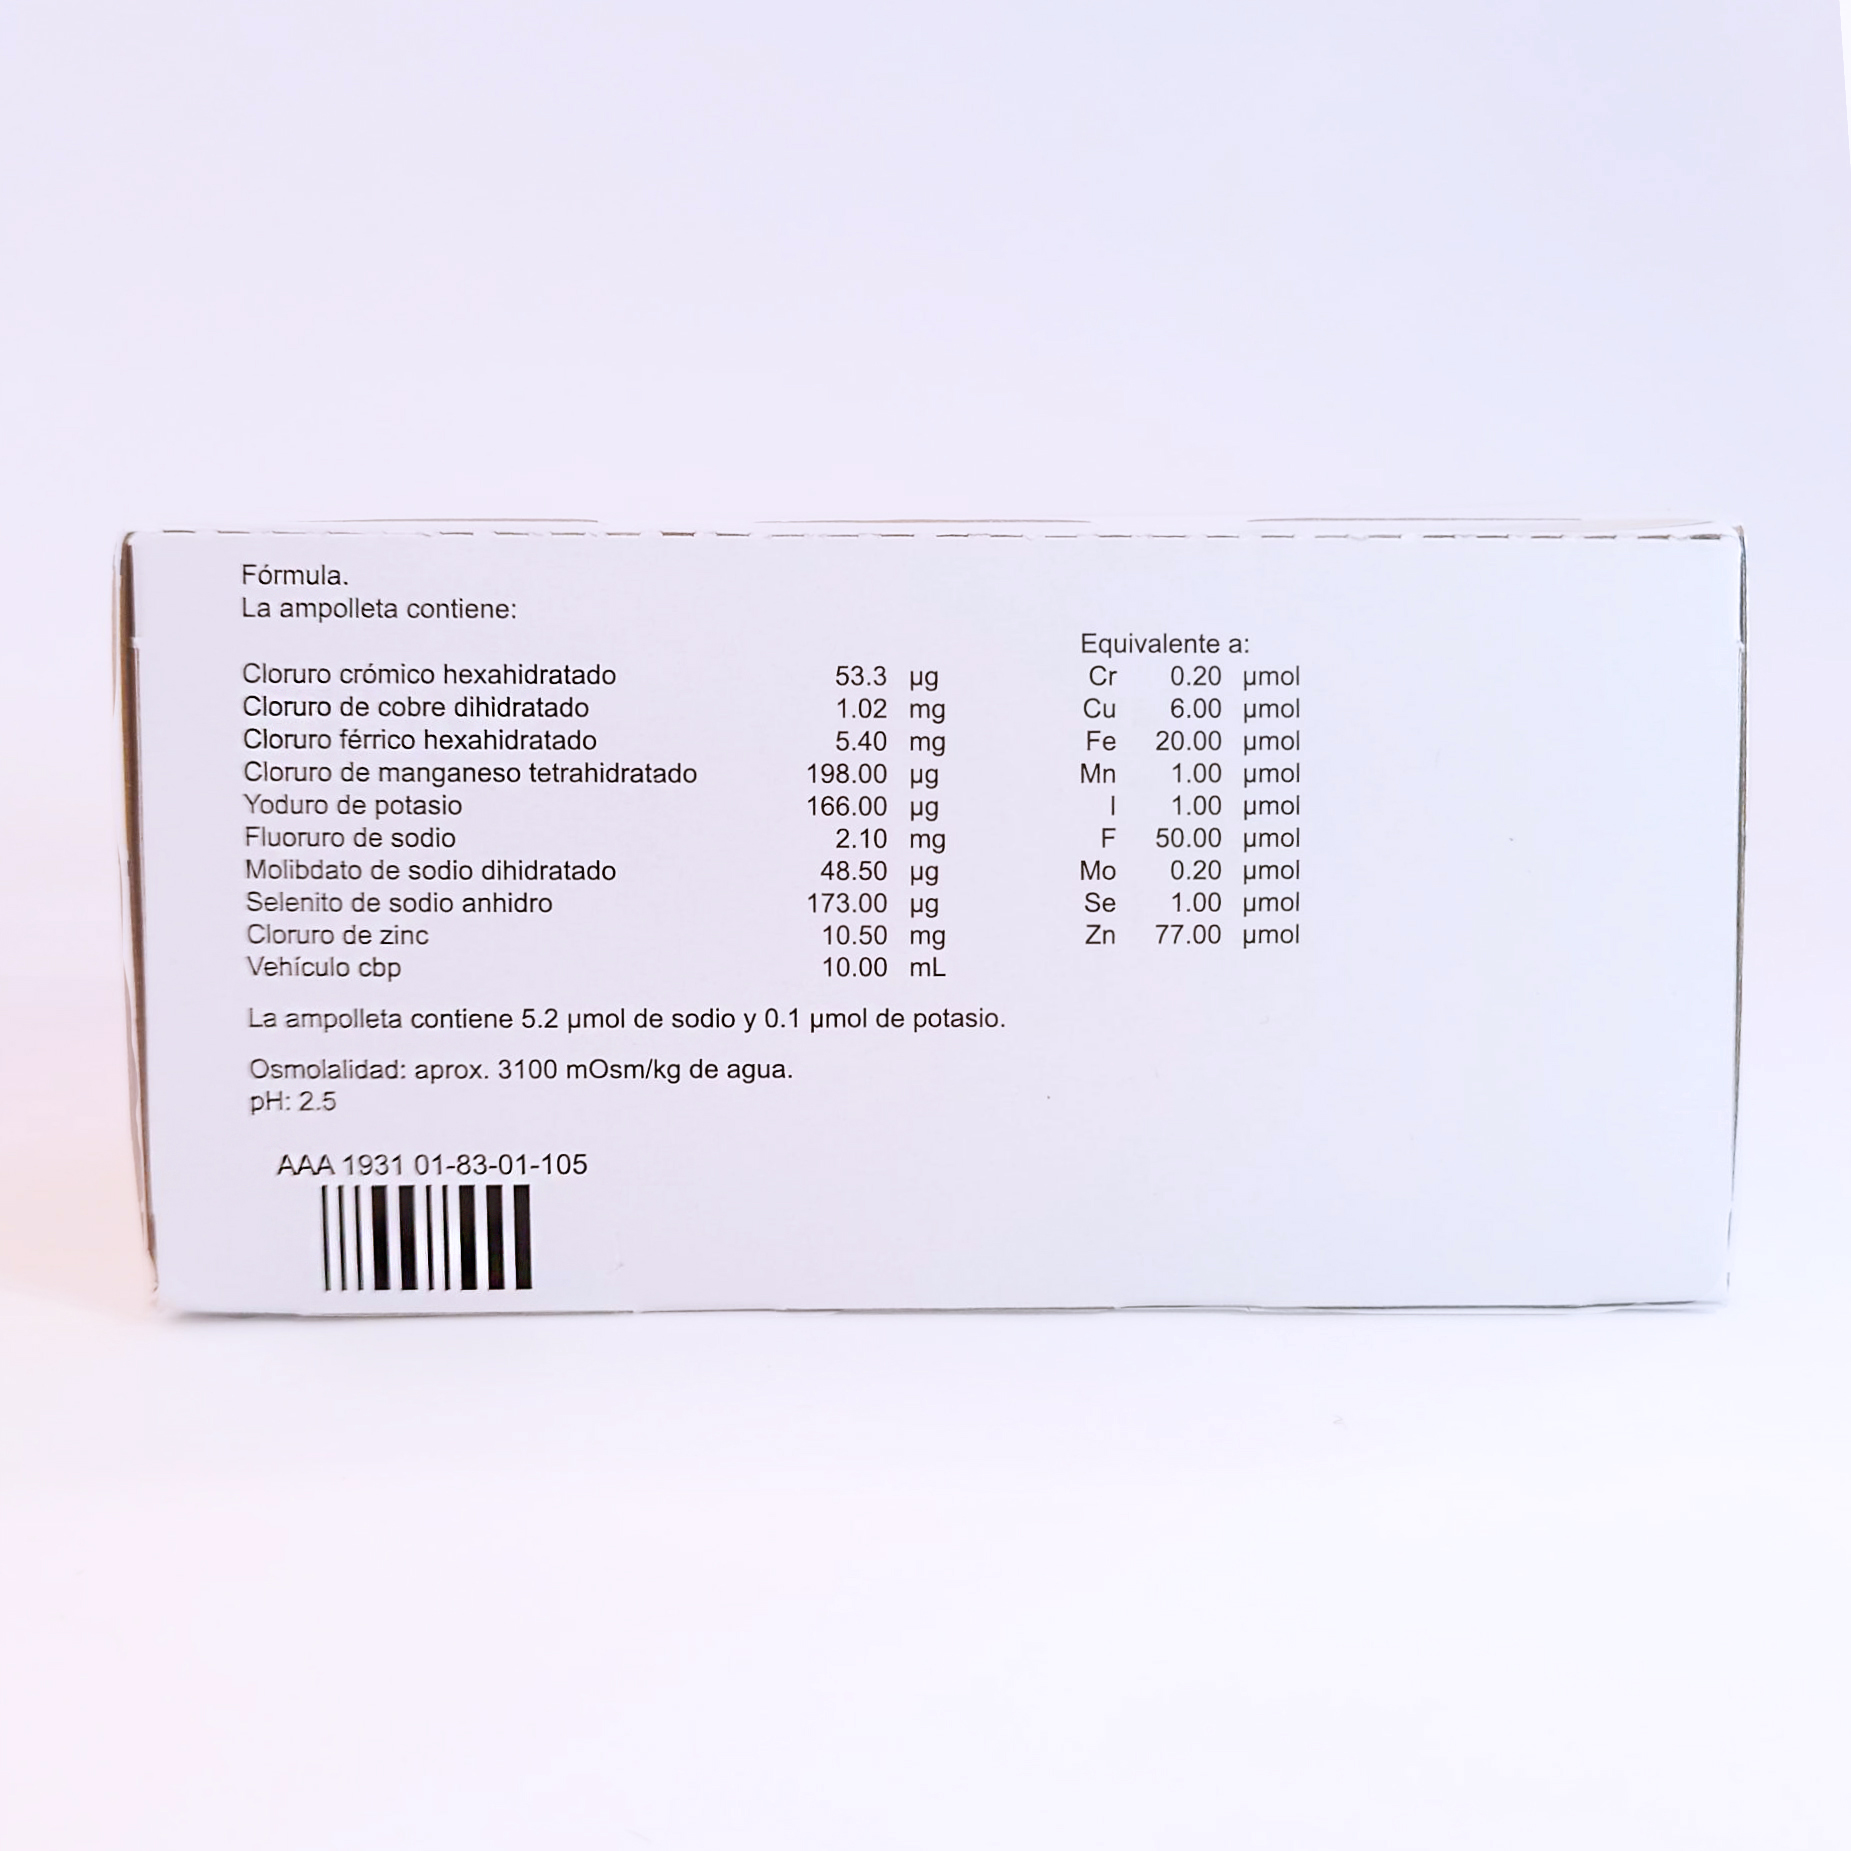 Fórmula.
La ampolleta contiene:
Equivalente a:
Cloruro crómico hexahidratado 53.3 µg Cr 0.20 µmol
Cloruro de cobre dihidratado 1.02 mg Cu 6.00 µmol
Cloruro férrico hexahidratado 5.40 mg Fe 20.00 µmol
Cloruro de manganeso tetrahidratado 198.00 µg Mn 1.00 µmol
Yoduro de potasio 166.00 µg I 1.00 µmol
Fluoruro de sodio 2.10 mg F 50.00 µmol
Molibdato de sodio dihidratado 48.50 µg Mo 0.20 µmol
Selenito de sodio anhidro 173.00 µg Se 1.00 µmol
Cloruro de zinc 10.50 mg Zn 77.00 µmol
Vehículo cbp 10.00 mL
La ampolleta contiene 5.2 µmol de sodio y 0.1 µmol de potasio.
Osmolalidad: aprox. 3100 mOsm/kg de agua.
pH: 2.5
AAA 1931 01-83-01-105